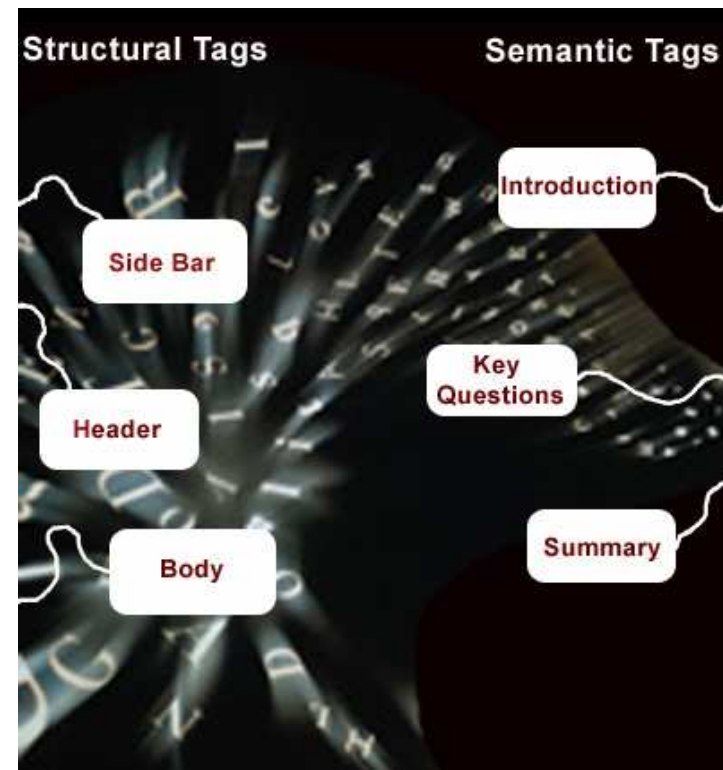 Structural Tags
Semantic Tags
Introduction
Side Bar
Key
Questions
Header
Summary
Body